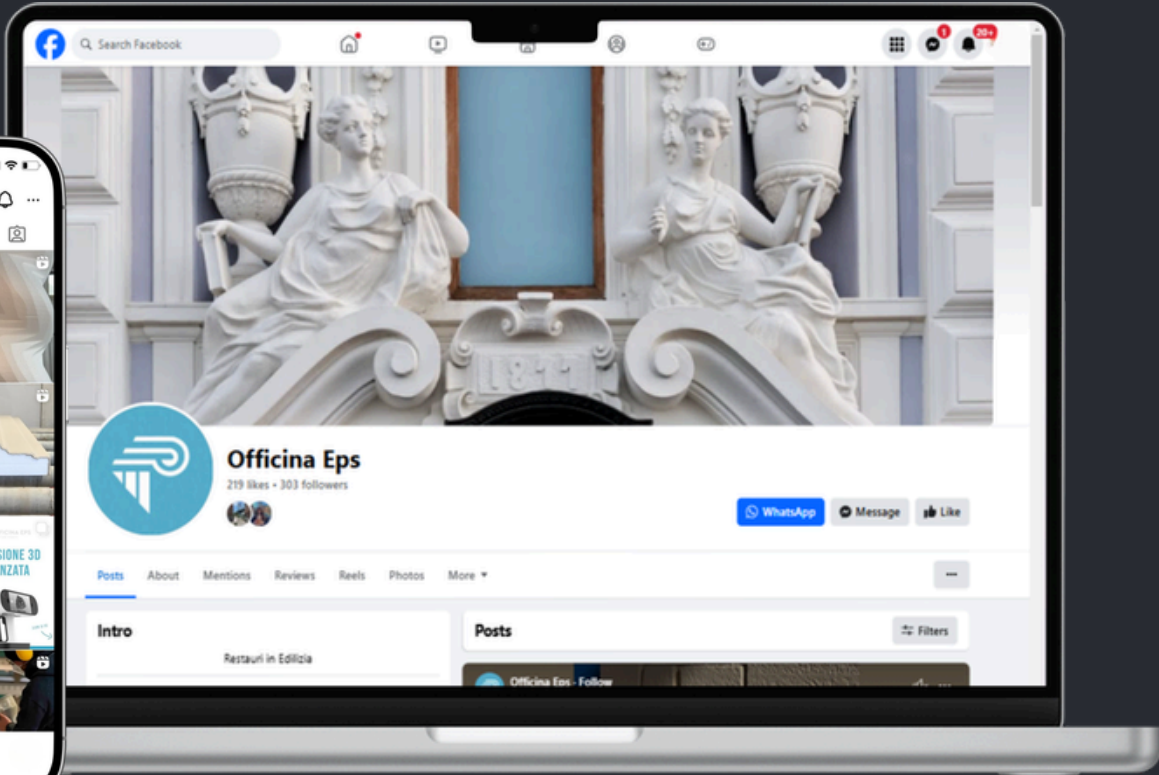 Search Facebook
1
20+
1877
Officina Eps
219 likes • 303 followers
WhatsApp
Message
Like
Posts
About
Mentions
Reviews
Reels
Photos
More
Intro
Restauri in Edilizia
Posts
Filters
Officina Eps · Follow
SIONE 3D
NZATA